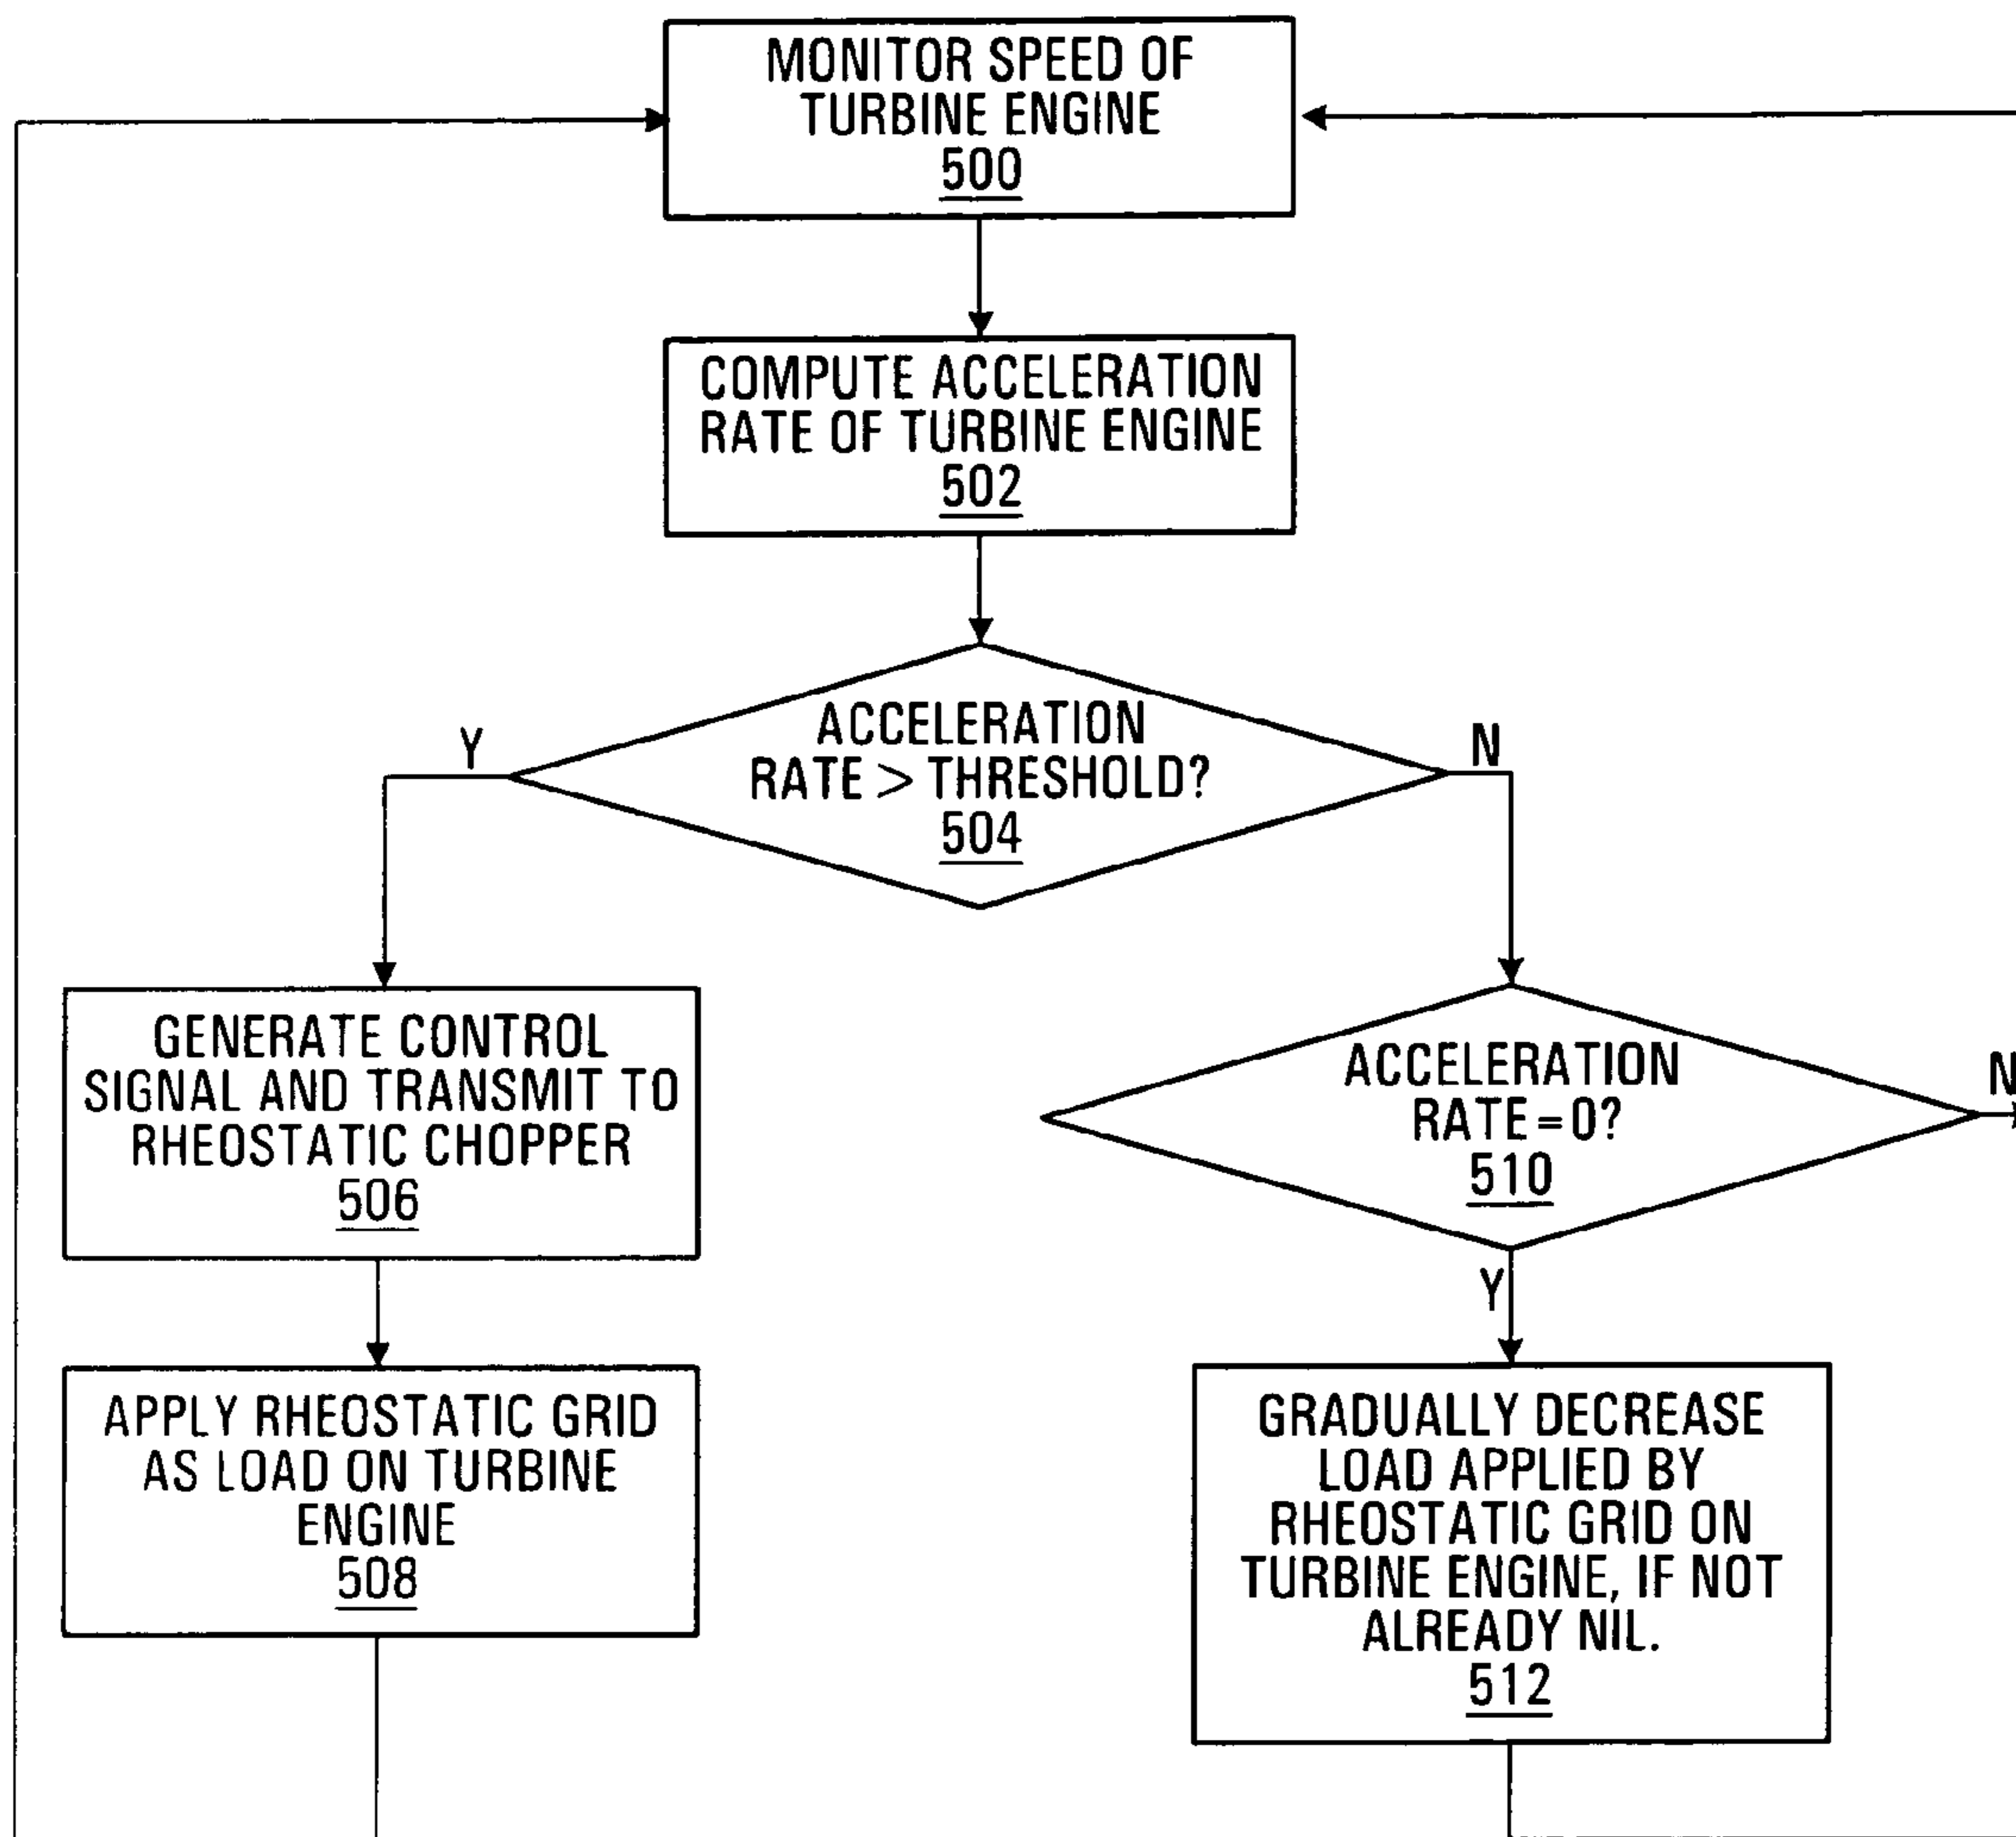 MONITOR SPEED OF
TURBINE ENGINE
500
COMPUTE ACCELERATION
RATE OF TURBINE ENGINE
502
ACCELERATION
RATE > THRESHOLD?
504
Y
N
GENERATE CONTROL
SIGNAL AND TRANSMIT TO
RHEOSTATIC CHOPPER
506
ACCELERATION
RATE=0?
510
N
Y
APPLY RHEOSTATIC GRID
AS LOAD ON TURBINE
ENGINE
508
GRADUALLY DECREASE
LOAD APPLIED BY
RHEOSTATIC GRID ON
TURBINE ENGINE, IF NOT
ALREADY NIL.
512